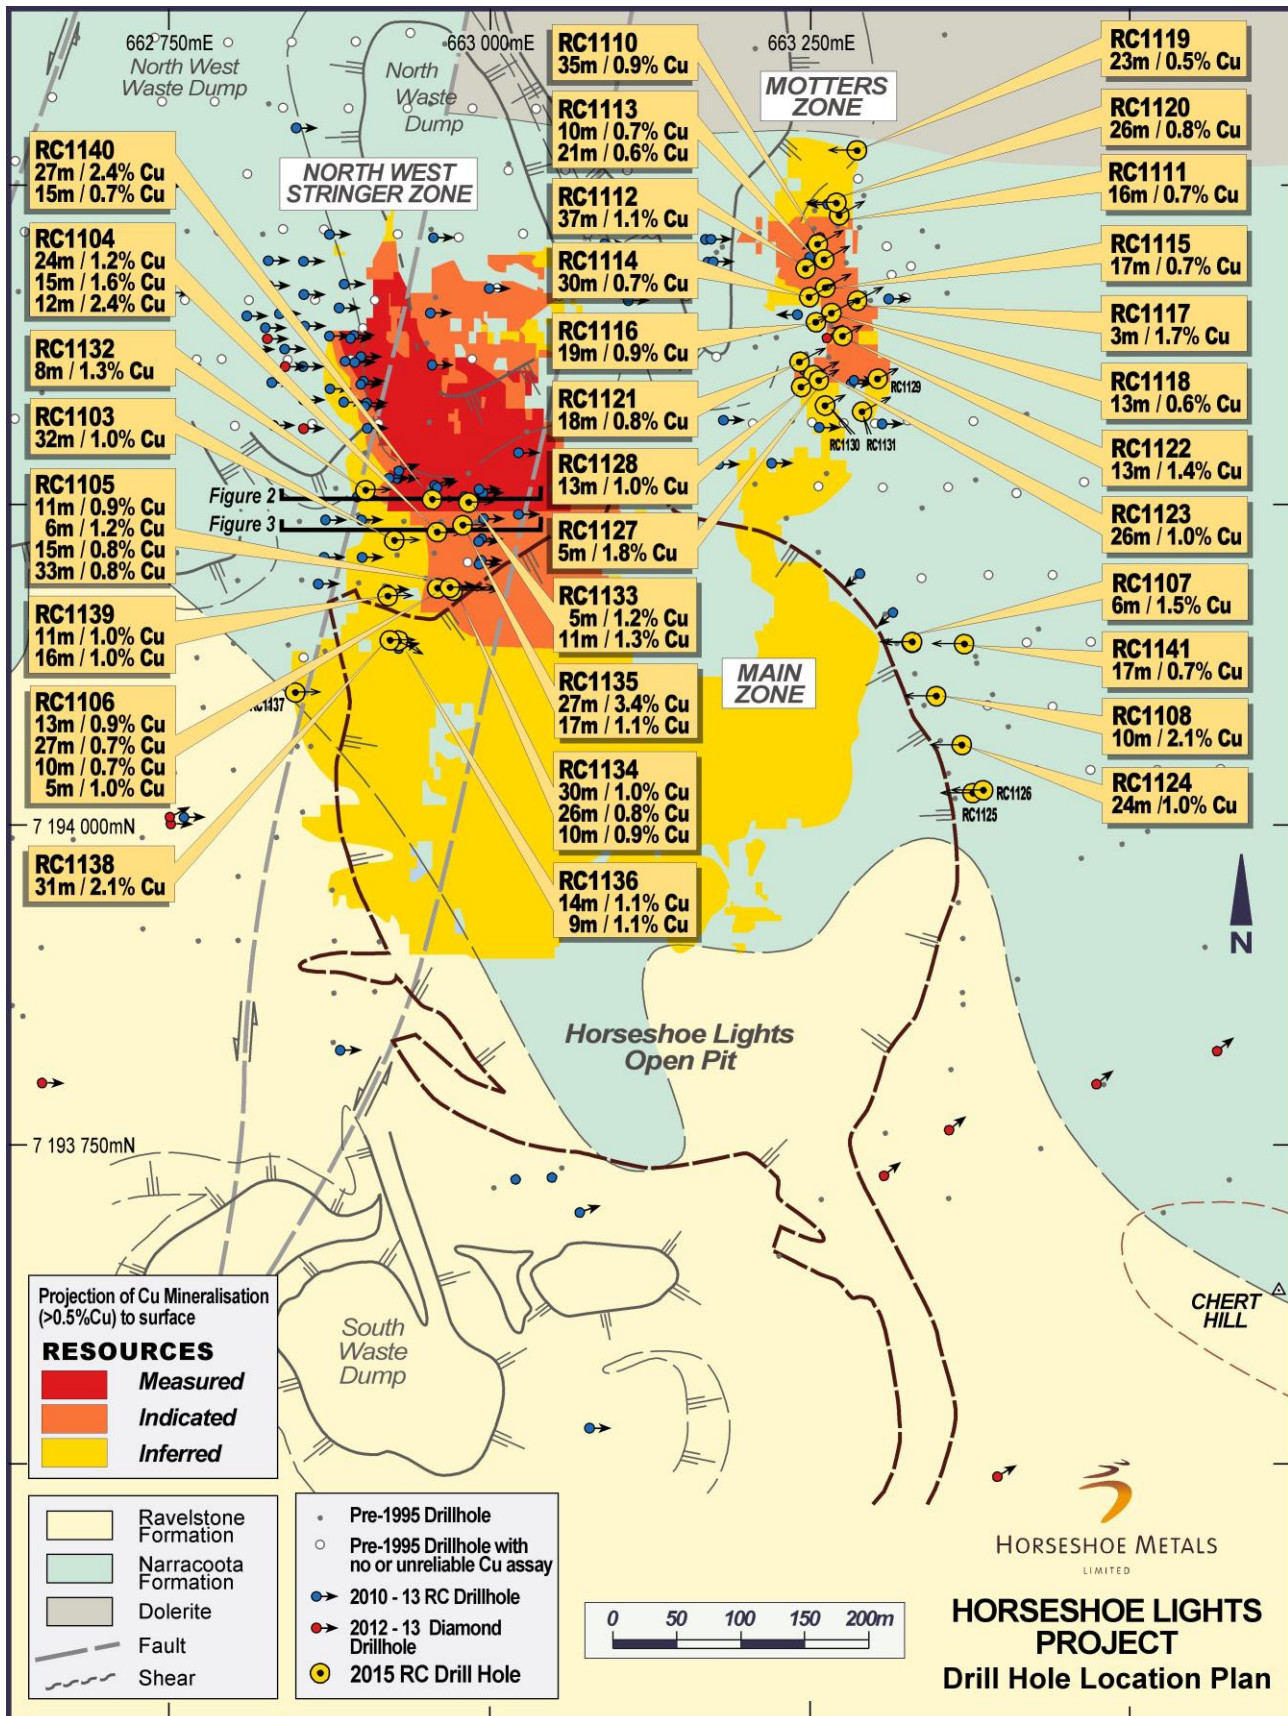 662 750mE
663 000mE
663 250mE
North West
Waste Dump
North
Waste
Dump
NORTH WEST
STRINGER ZONE
MOTTERS
ZONE
RC1140
27m / 2.4% Cu
15m / 0.7% Cu
RC1104
24m / 1.2% Cu
15m / 1.6% Cu
12m / 2.4% Cu
RC1132
8m / 1.3% Cu
RC1103
32m / 1.0% Cu
RC1105
11m / 0.9% Cu
6m / 1.2% Cu
15m / 0.8% Cu
33m / 0.8% Cu
RC1139
11m / 1.0% Cu
16m / 1.0% Cu
RC1106
13m / 0.9% Cu
27m / 0.7% Cu
10m / 0.7% Cu
5m / 1.0% Cu
RC1138
31m / 2.1% Cu
RC1110
35m / 0.9% Cu
RC1113
10m / 0.7% Cu
21m / 0.6% Cu
RC1112
37m / 1.1% Cu
RC1114
30m / 0.7% Cu
RC1116
19m / 0.9% Cu
RC1121
18m / 0.8% Cu
RC1128
13m / 1.0% Cu
RC1127
5m / 1.8% Cu
RC1133
5m / 1.2% Cu
11m / 1.3% Cu
RC1135
27m / 3.4% Cu
17m / 1.1% Cu
RC1134
30m / 1.0% Cu
26m / 0.8% Cu
10m / 0.9% Cu
RC1136
14m / 1.1% Cu
9m / 1.1% Cu
RC1119
23m / 0.5% Cu
RC1120
26m / 0.8% Cu
RC1111
16m / 0.7% Cu
RC1115
17m / 0.7% Cu
RC1117
3m / 1.7% Cu
RC1118
13m / 0.6% Cu
RC1122
13m / 1.4% Cu
RC1123
26m / 1.0% Cu
RC1107
6m / 1.5% Cu
RC1141
17m / 0.7% Cu
RC1108
10m / 2.1% Cu
RC1124
24m /1.0% Cu
RC1129
RC1130
RC1131
Figure 2
Figure 3
RC1137
MAIN
ZONE
RC1126
RC1125
7 194 000mN
N
Horseshoe Lights
Open Pit
7 193 750mN
CHERT
HILL
South
Waste
Dump
Projection of Cu Mineralisation
(>0.5%Cu) to surface
RESOURCES
Measured
Indicated
Inferred
Ravelstone
Formation
Narracoota
Formation
Dolerite
Fault
Shear
Pre-1995 Drillhole
Pre-1995 Drillhole with
no or unreliable Cu assay
2010 - 13 RC Drillhole
2012 - 13 Diamond
Drillhole
2015 RC Drill Hole
0 50 100 150 200m
HORSESHOE METALS
LIMITED
HORSESHOE LIGHTS
PROJECT
Drill Hole Location Plan